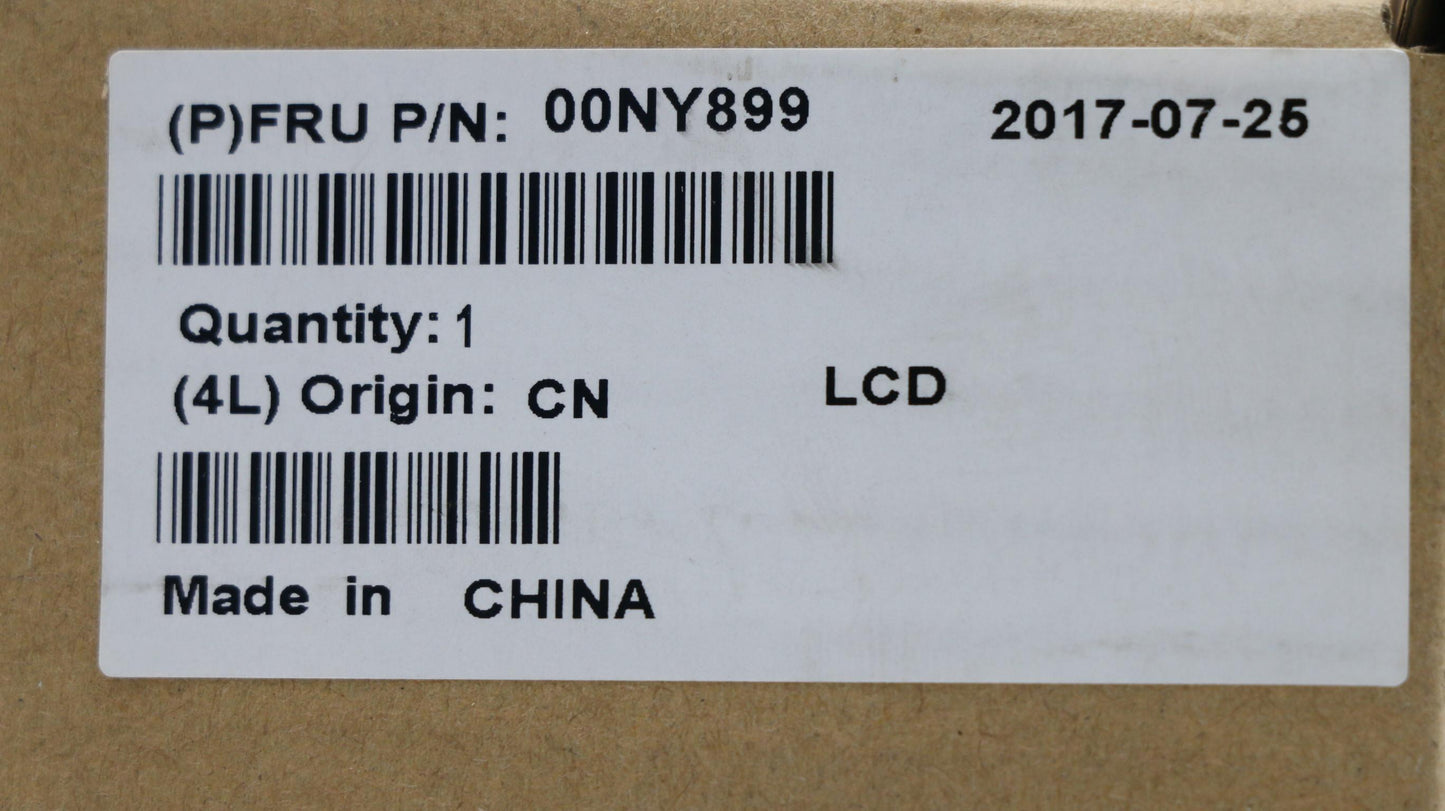 (P)FRU P/N: 00NY899 2017-07-25
Quantity: 1
(4L) Origin: CN LCD
Made in CHINA